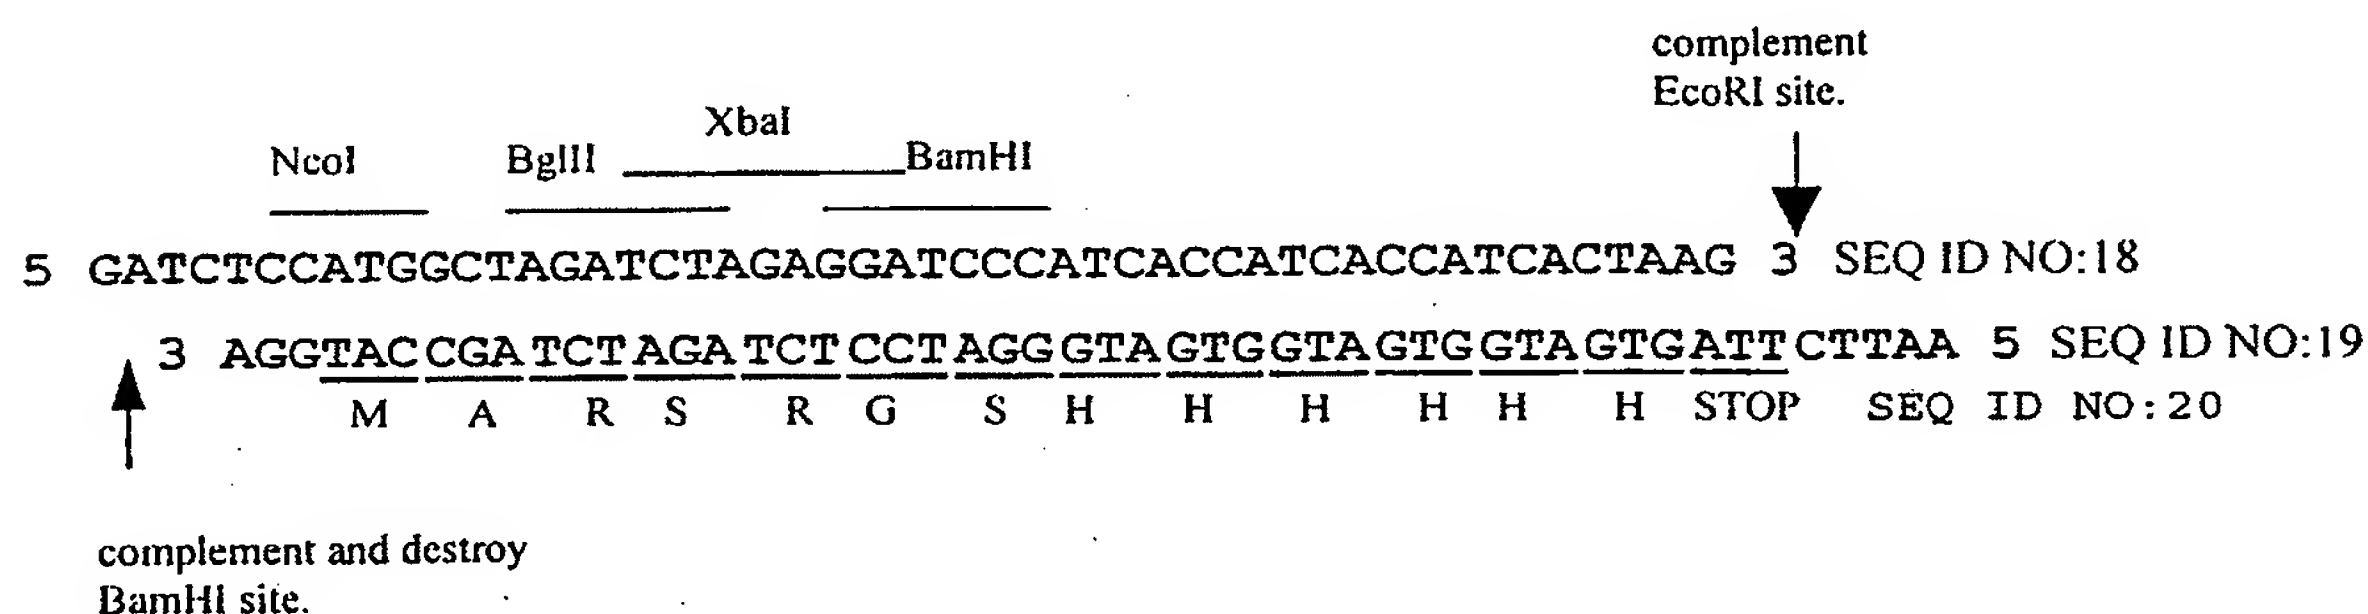 complement
EcoRI site.
XbaI
NcoI BglII BamHI
5 GATCTCCATGGCTAGATCTAGAGGATCCCATCACCATCACCATCACTAAG 3 SEQ ID NO:18
3 AGGTACCGATCTAGATCTCCTAGGGTAGTGGTAGTGGTAGTGATTCTTAA 5 SEQ ID NO:19
M A R S R G S H H H H H H STOP SEQ ID NO:20
complement and destroy
BamHI site.